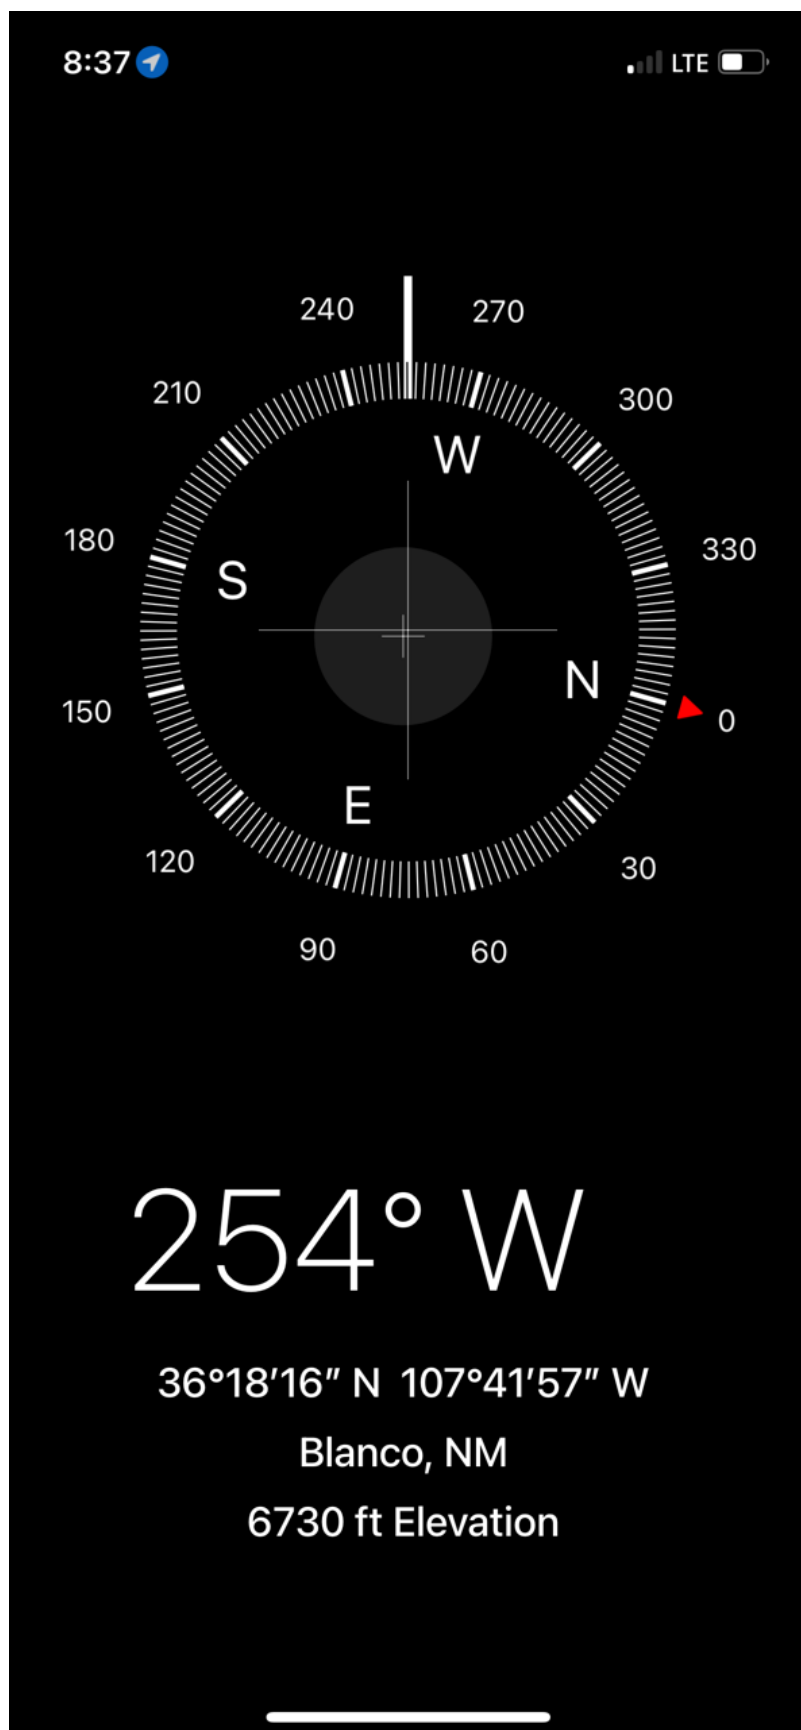 8:37 LTE
240 270
210 300
W
180 330
S
N
150 0
E
120 30
90 60
254° W
36°18′16″ N 107°41′57″ W
Blanco, NM
6730 ft Elevation